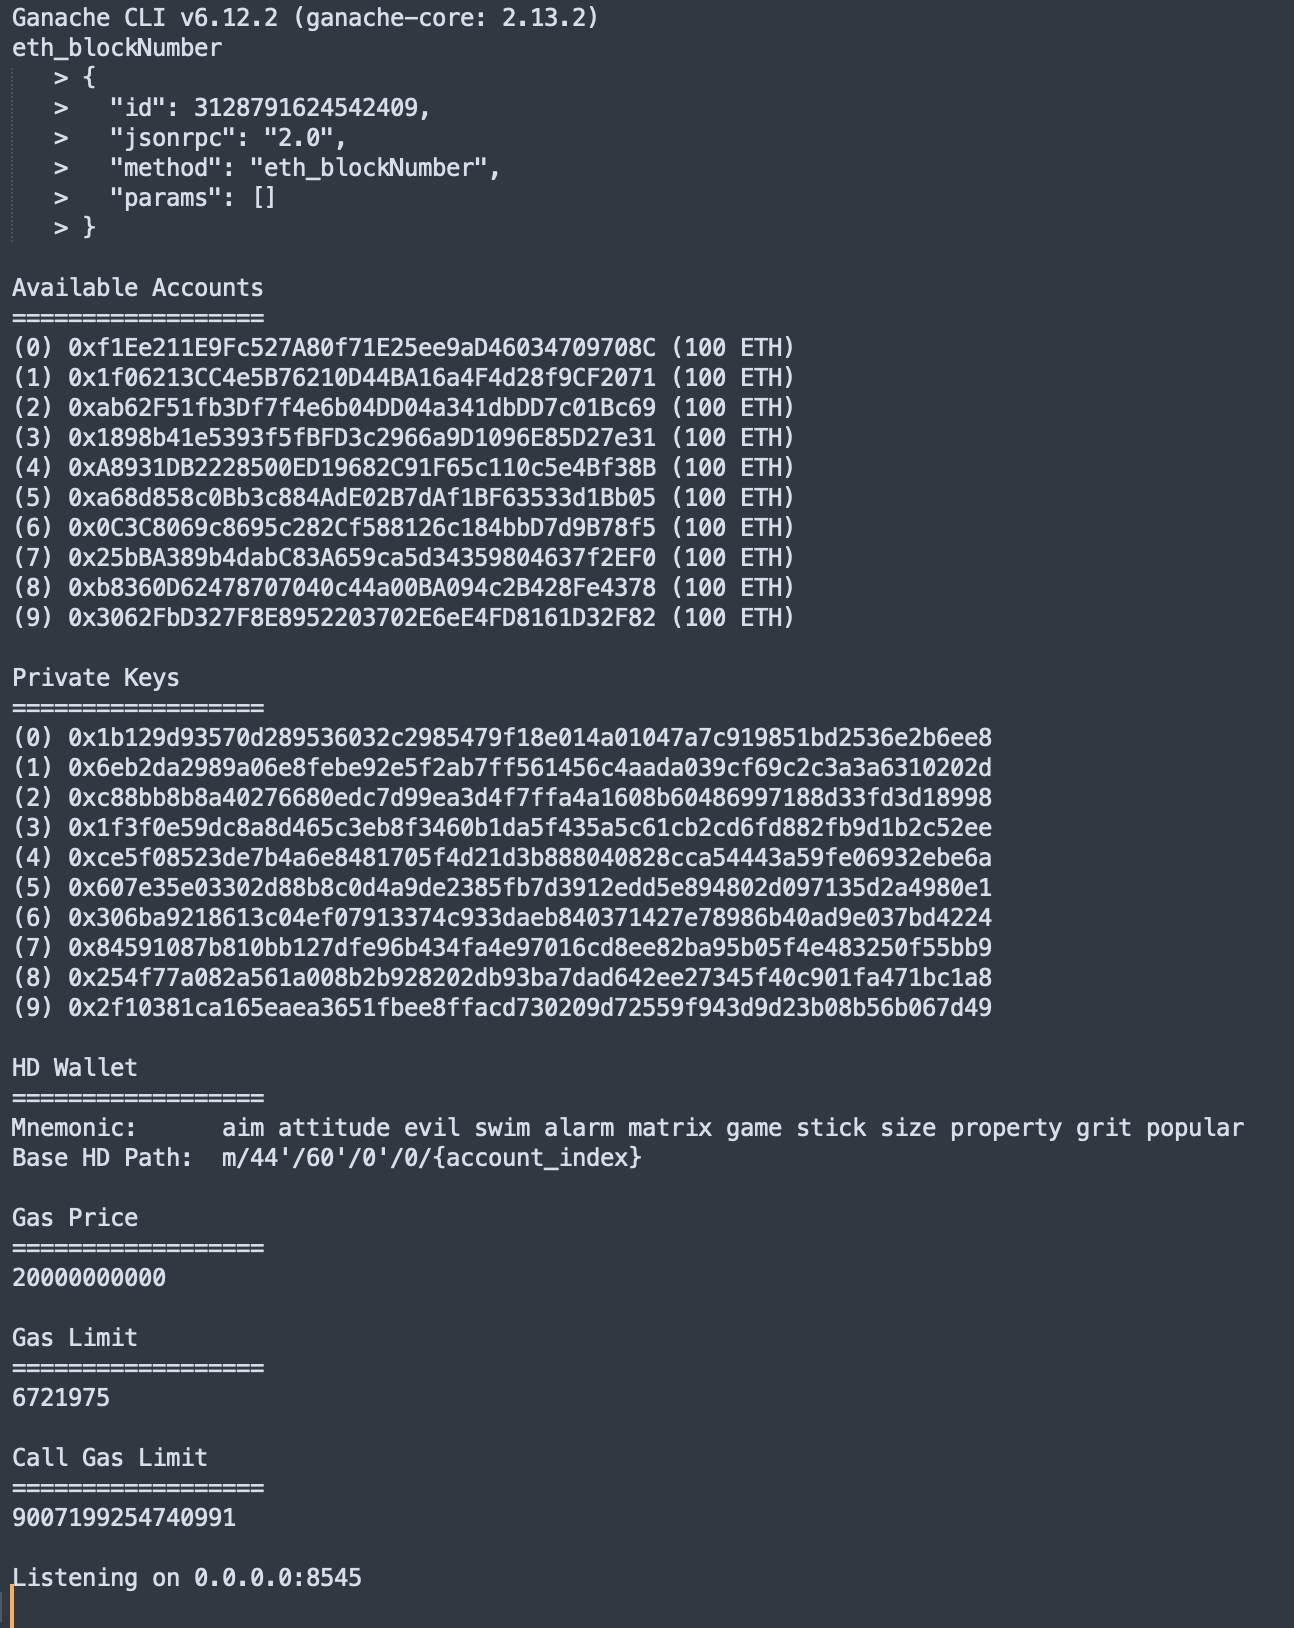 Ganache CLI v6.12.2 (ganache-core: 2.13.2)
eth_blockNumber
   > {
   >   "id": 3128791624542409,
   >   "jsonrpc": "2.0",
   >   "method": "eth_blockNumber",
   >   "params": []
   > }

Available Accounts
==================
(0) 0xf1Ee211E9Fc527A80f71E25ee9aD46034709708C (100 ETH)
(1) 0x1f06213CC4e5B76210D44BA16a4F4d28f9CF2071 (100 ETH)
(2) 0xab62F51fb3Df7f4e6b04DD04a341dbDD7c01Bc69 (100 ETH)
(3) 0x1898b41e5393f5fBFD3c2966a9D1096E85D27e31 (100 ETH)
(4) 0xA8931DB2228500ED19682C91F65c110c5e4Bf38B (100 ETH)
(5) 0xa68d858c0Bb3c884AdE02B7dAf1BF63533d1Bb05 (100 ETH)
(6) 0x0C3C8069c8695c282Cf588126c184bbD7d9B78f5 (100 ETH)
(7) 0x25bBA389b4dabC83A659ca5d34359804637f2EF0 (100 ETH)
(8) 0xb8360D62478707040c44a00BA094c2B428Fe4378 (100 ETH)
(9) 0x3062FbD327F8E8952203702E6eE4FD8161D32F82 (100 ETH)

Private Keys
==================
(0) 0x1b129d93570d289536032c2985479f18e014a01047a7c919851bd2536e2b6ee8
(1) 0x6eb2da2989a06e8febe92e5f2ab7ff561456c4aada039cf69c2c3a3a6310202d
(2) 0xc88bb8b8a40276680edc7d99ea3d4f7ffa4a1608b60486997188d33fd3d18998
(3) 0x1f3f0e59dc8a8d465c3eb8f3460b1da5f435a5c61cb2cd6fd882fb9d1b2c52ee
(4) 0xce5f08523de7b4a6e8481705f4d21d3b888040828cca54443a59fe06932ebe6a
(5) 0x607e35e03302d88b8c0d4a9de2385fb7d3912edd5e894802d097135d2a4980e1
(6) 0x306ba9218613c04ef07913374c933daeb840371427e78986b40ad9e037bd4224
(7) 0x84591087b810bb127dfe96b434fa4e97016cd8ee82ba95b05f4e483250f55bb9
(8) 0x254f77a082a561a008b2b928202db93ba7dad642ee27345f40c901fa471bc1a8
(9) 0x2f10381ca165eaea3651fbee8ffacd730209d72559f943d9d23b08b56b067d49

HD Wallet
==================
Mnemonic:      aim attitude evil swim alarm matrix game stick size property grit popular
Base HD Path:  m/44'/60'/0'/0/{account_index}

Gas Price
==================
20000000000

Gas Limit
==================
6721975

Call Gas Limit
==================
9007199254740991

Listening on 0.0.0.0:8545